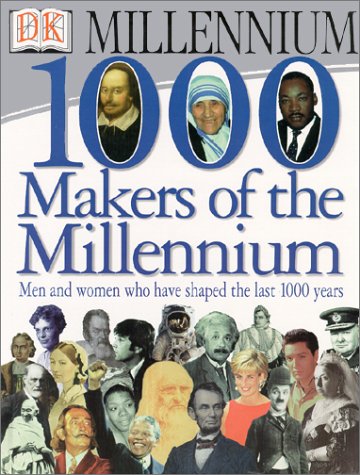 DK
MILLENNIUM
1000
Makers of the
Millennium
Men and women who have shaped the last 1000 years